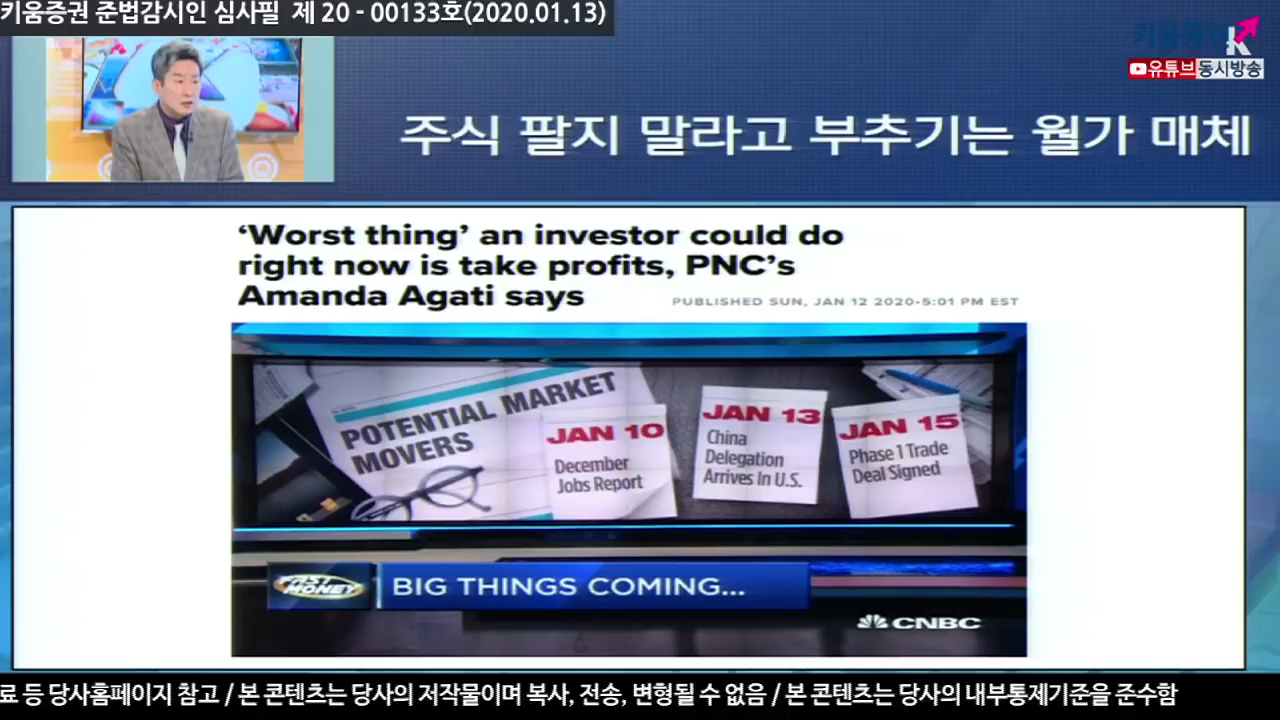 키움증권 준법감시인 심사필 제 20 - 00133호(2020.01.13)
키움증권
유튜브 동시방송
주식 팔지 말라고 부추기는 월가 매체
‘Worst thing’ an investor could do
right now is take profits, PNC’s
Amanda Agati says
PUBLISHED SUN, JAN 12 2020-5:01 PM EST
POTENTIAL MARKET
MOVERS
JAN 10
December
Jobs Report
JAN 13
China
Delegation
Arrives In U.S.
JAN 15
Phase 1 Trade
Deal Signed
FAST
MONEY
BIG THINGS COMING...
CNBC
료 등 당사홈페이지 참고 / 본 콘텐츠는 당사의 저작물이며 복사, 전송, 변형될 수 없음 / 본 콘텐츠는 당사의 내부통제기준을 준수함